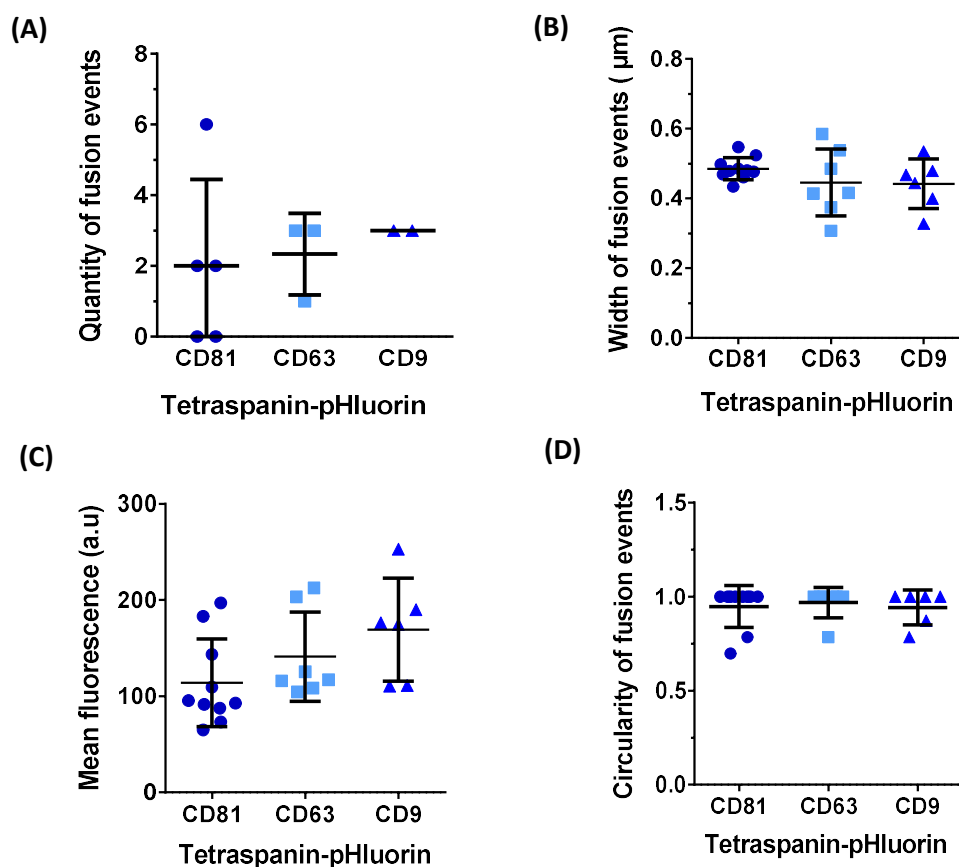 (A)
Quantity of fusion events
8
6
4
2
0
CD81 CD63 CD9
Tetraspanin-pHluorin
(B)
Width of fusion events ( µm)
0.8
0.6
0.4
0.2
0.0
CD81 CD63 CD9
Tetraspanin-pHluorin
(C)
Mean fluorescence (a.u)
300
200
100
0
CD81 CD63 CD9
Tetraspanin-pHluorin
(D)
Circularity of fusion events
1.5
1.0
0.5
0.0
CD81 CD63 CD9
Tetraspanin-pHluorin